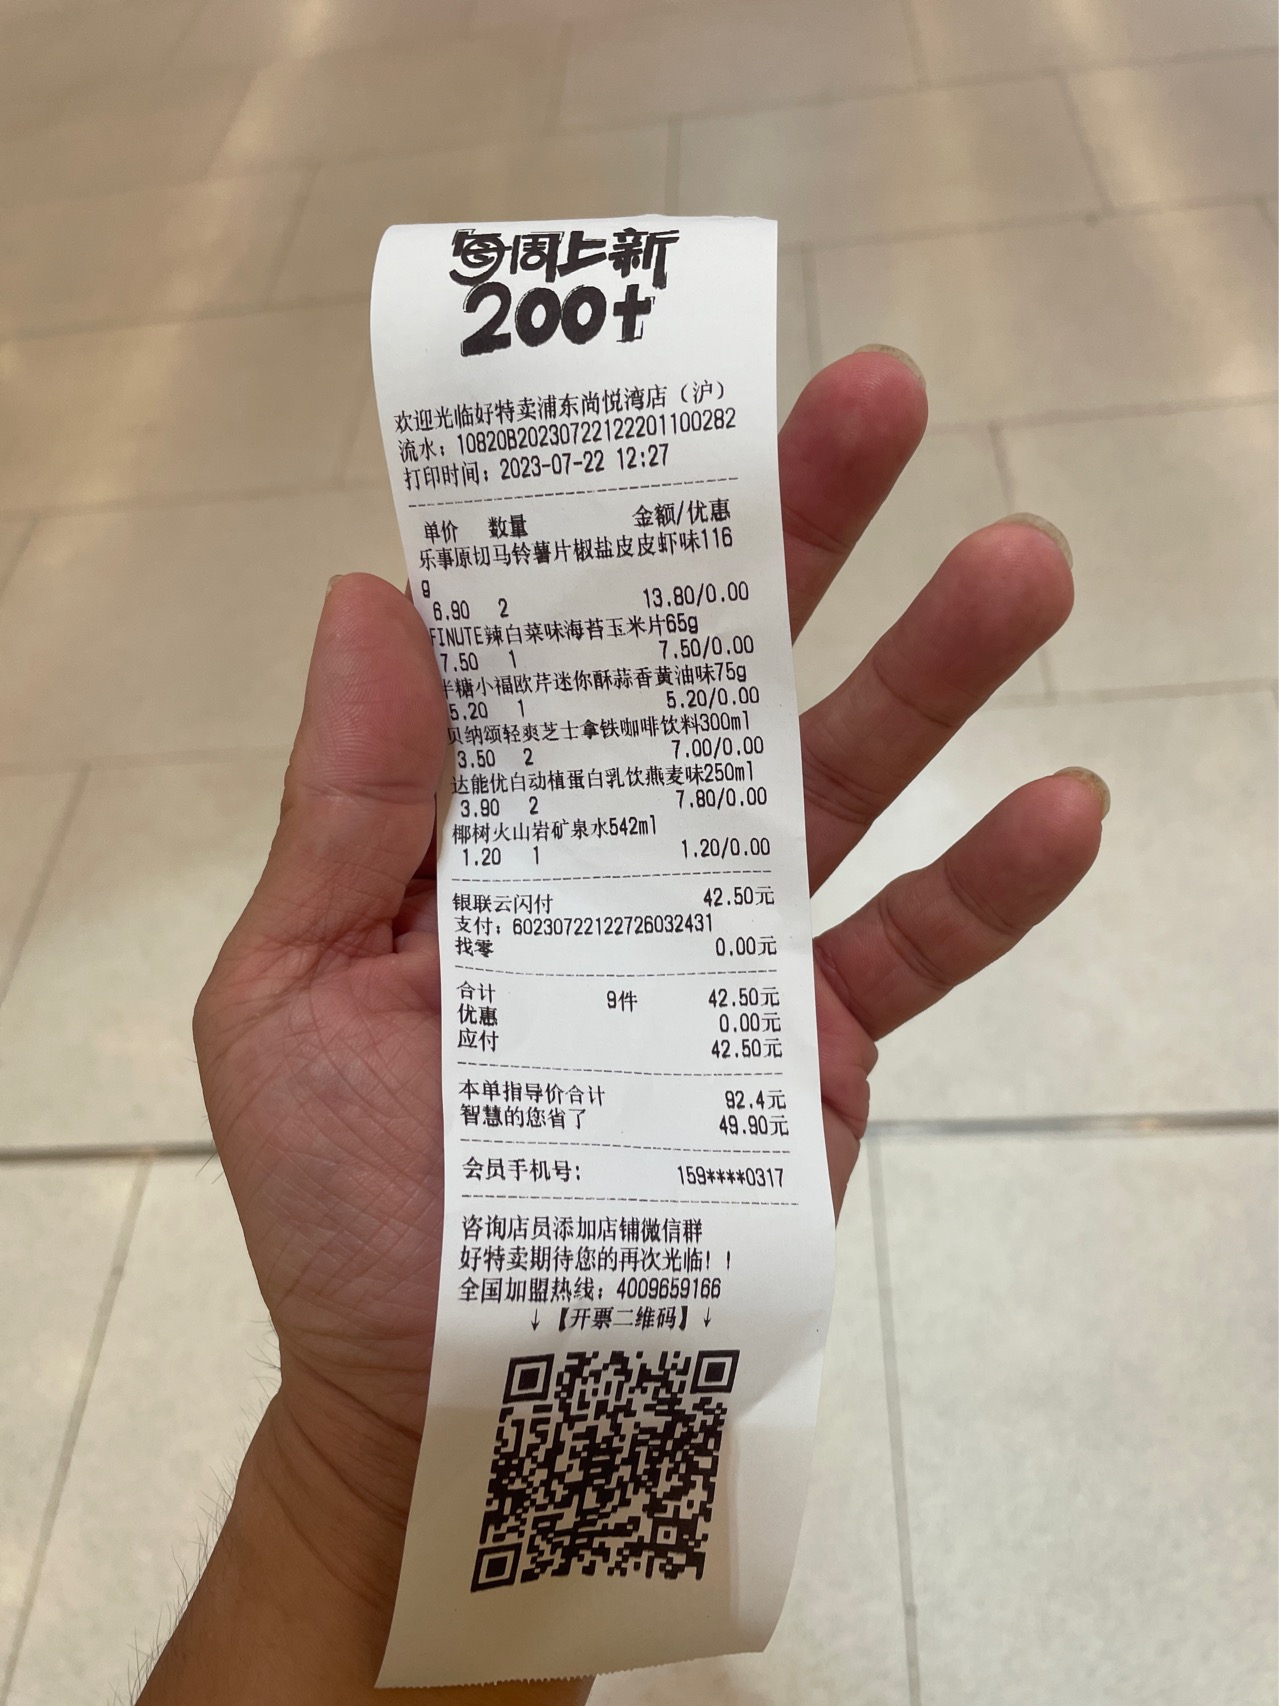 每周上新
200+
欢迎光临好特卖浦东尚悦湾店（沪）
流水：10820B20230722122201100282
打印时间：2023-07-22 12:27
单价 数量 金额/优惠
乐事原切马铃薯片椒盐皮皮虾味116
g
6.90 2 13.80/0.00
FINUTE辣白菜味海苔玉米片65g
7.50 1 7.50/0.00
半糖小福欧芹迷你酥蒜香黄油味75g
5.20 1 5.20/0.00
贝纳颂轻爽芝士拿铁咖啡饮料300ml
3.50 2 7.00/0.00
达能优白动植蛋白乳饮燕麦味250ml
3.90 2 7.80/0.00
椰树火山岩矿泉水542ml
1.20 1 1.20/0.00
银联云闪付 42.50元
支付：60230722122726032431
找零 0.00元
合计 9件 42.50元
优惠 0.00元
应付 42.50元
本单指导价合计 92.4元
智慧的您省了 49.90元
会员手机号： 159****0317
咨询店员添加店铺微信群
好特卖期待您的再次光临！！
全国加盟热线：4009659166
↓【开票二维码】↓